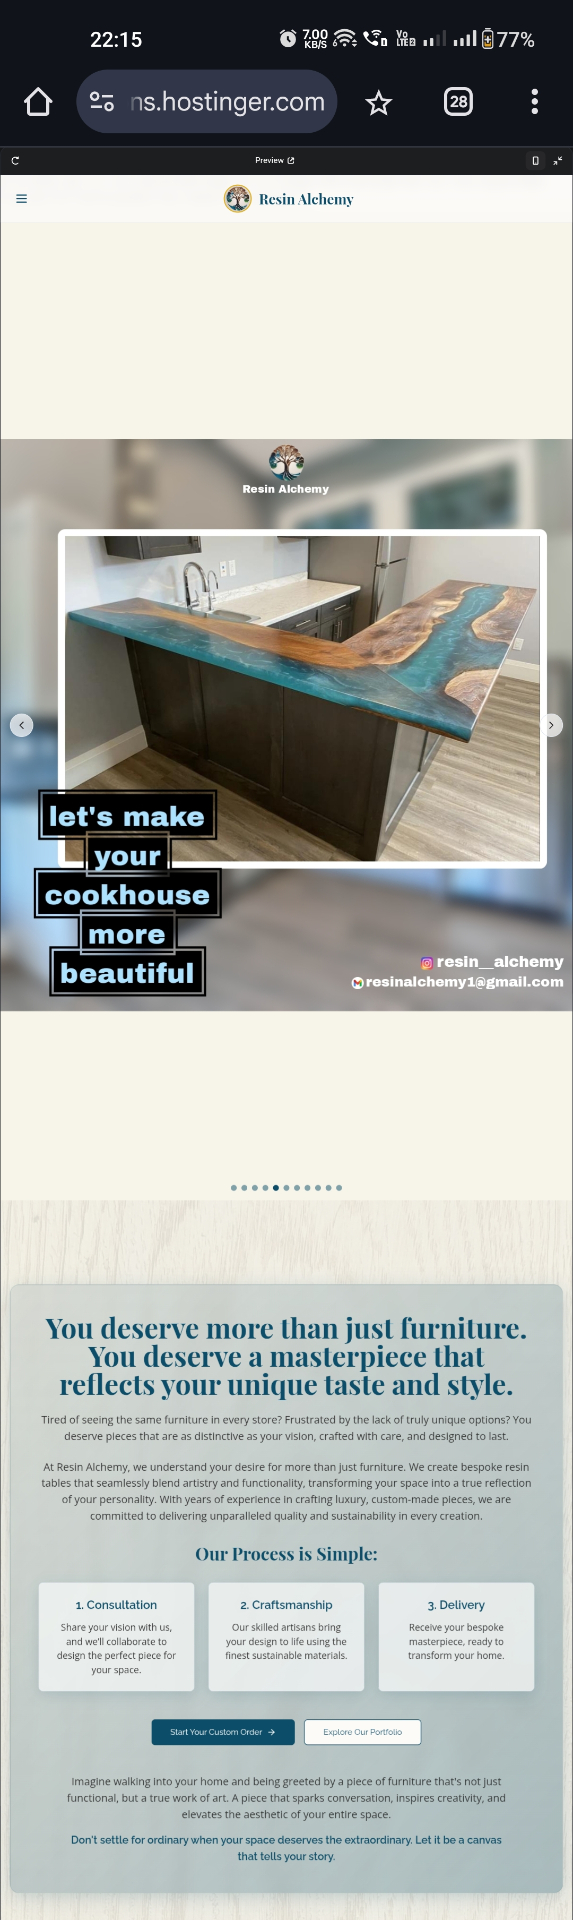 22:15
7.00
KB/S
Vo
LTE2
77%
ns.hostinger.com
28
Preview
Resin Alchemy
Resin Alchemy
let's make
your
cookhouse
more
beautiful
resin__alchemy
resinalchemy1@gmail.com
You deserve more than just furniture.
You deserve a masterpiece that
reflects your unique taste and style.
Tired of seeing the same furniture in every store? Frustrated by the lack of truly unique options? You
deserve pieces that are as distinctive as your vision, crafted with care, and designed to last.
At Resin Alchemy, we understand your desire for more than just furniture. We create bespoke resin
tables that seamlessly blend artistry and functionality, transforming your space into a true reflection
of your personality. With years of experience in crafting luxury, custom-made pieces, we are
committed to delivering unparalleled quality and sustainability in every creation.
Our Process is Simple:
1. Consultation
Share your vision with us,
and we'll collaborate to
design the perfect piece for
your space.
2. Craftsmanship
Our skilled artisans bring
your design to life using the
finest sustainable materials.
3. Delivery
Receive your bespoke
masterpiece, ready to
transform your home.
Start Your Custom Order →
Explore Our Portfolio
Imagine walking into your home and being greeted by a piece of furniture that's not just
functional, but a true work of art. A piece that sparks conversation, inspires creativity, and
elevates the aesthetic of your entire space.
Don't settle for ordinary when your space deserves the extraordinary. Let it be a canvas
that tells your story.